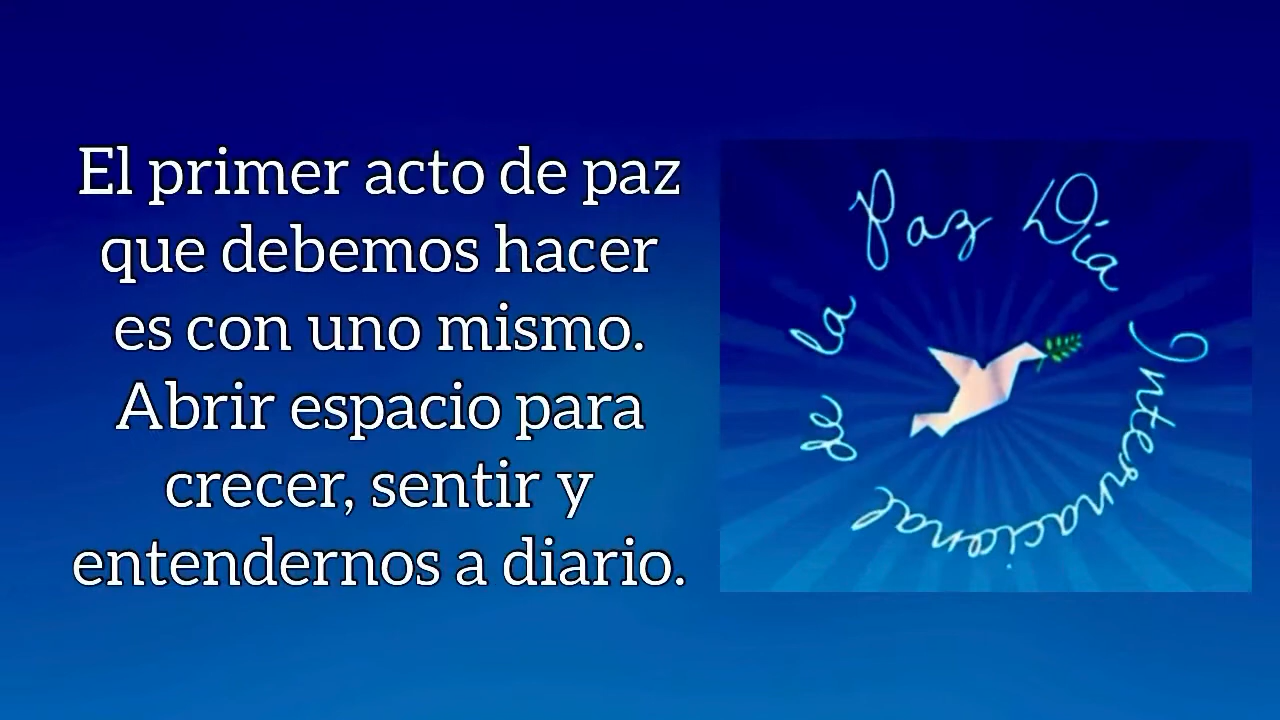 El primer acto de paz
que debemos hacer
es con uno mismo.
Abrir espacio para
crecer, sentir y
entendernos a diario.
Día Internacional de la Paz